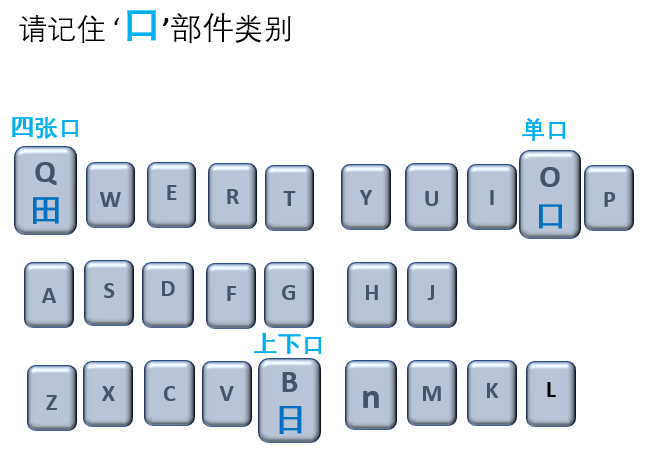 请记住 ‘口’部件类别
四张口 单口
Q W E R T Y U I O P
田 口
A S D F G H J
上下口
Z X C V B n M K L
日